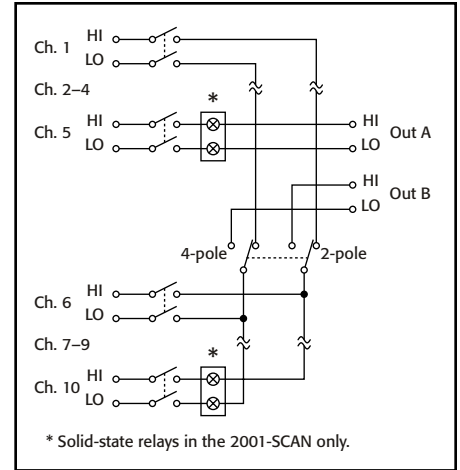 Ch. 1 HI
LO
Ch. 2–4
*
Ch. 5 HI HI
LO LO Out A
HI
LO Out B
4-pole 2-pole
Ch. 6 HI
LO
Ch. 7–9
*
Ch. 10 HI
LO
* Solid-state relays in the 2001-SCAN only.